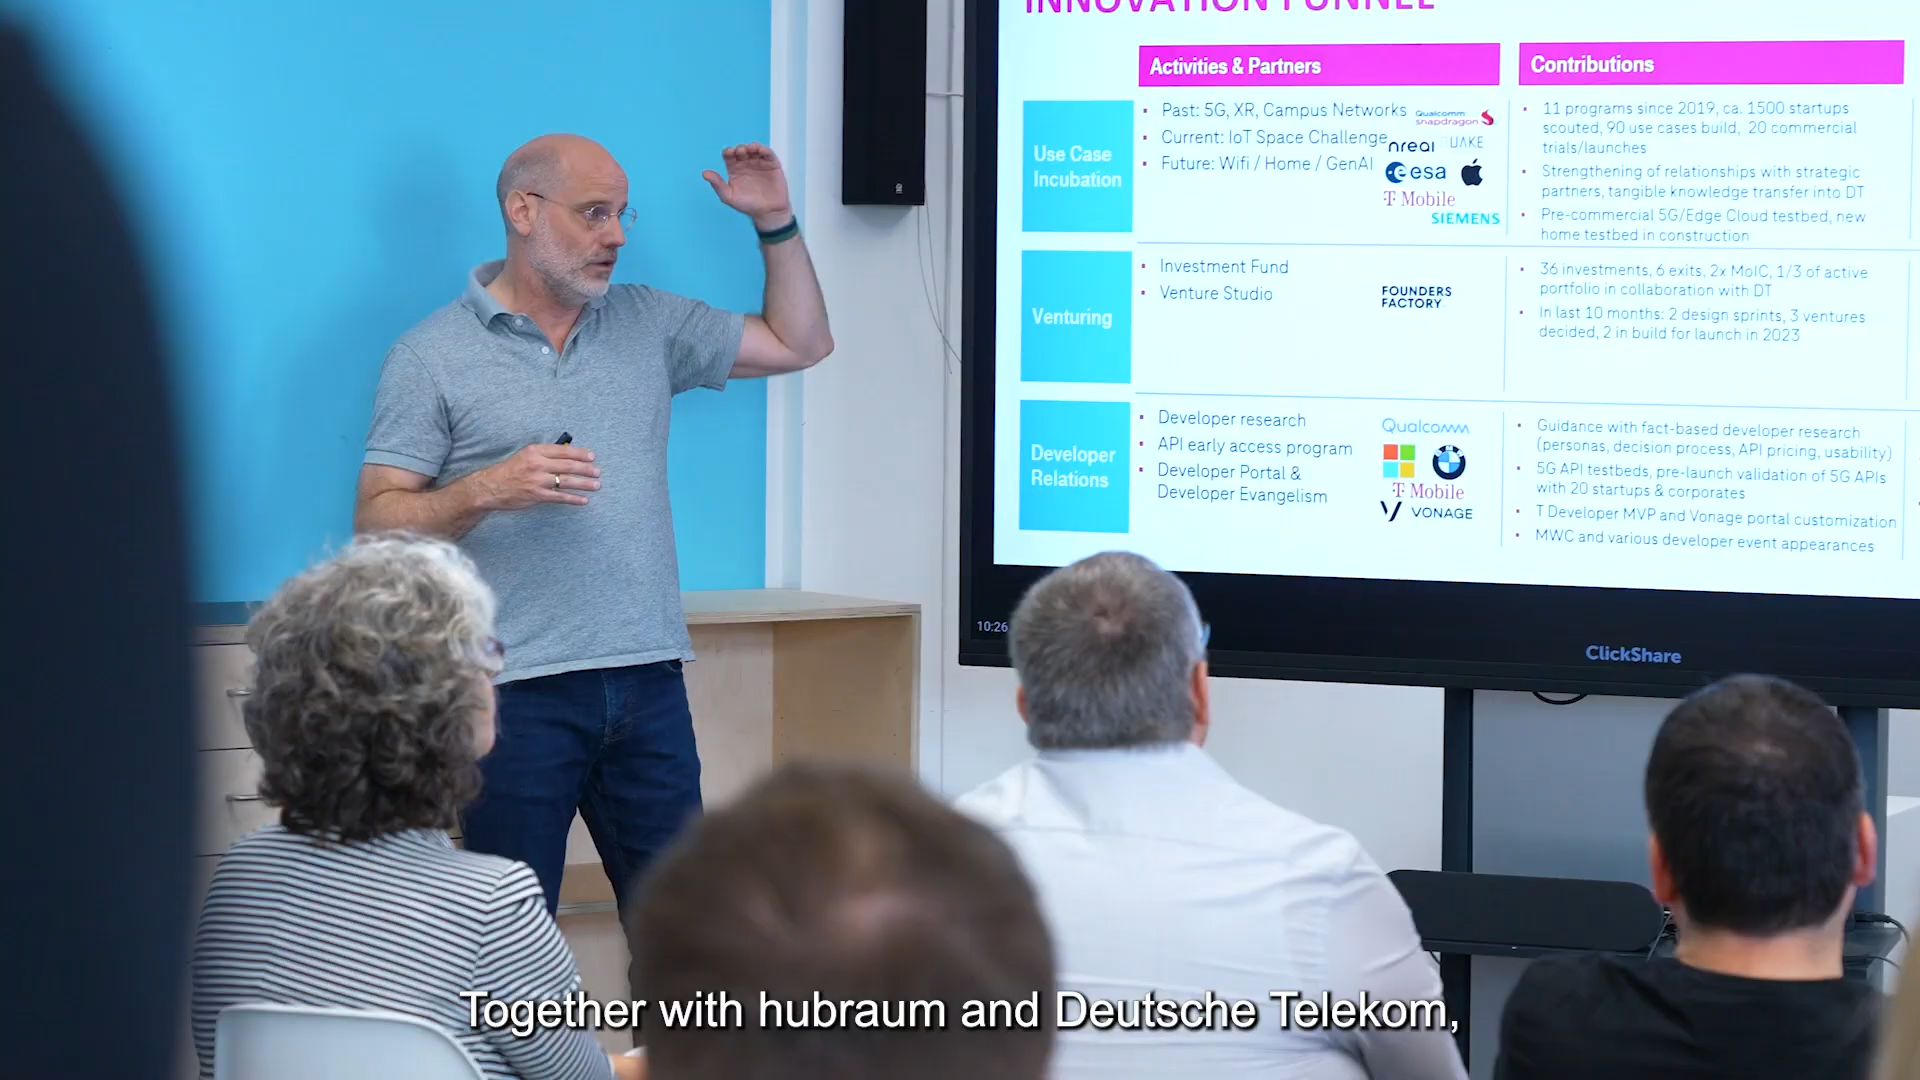 INNOVATION FUNNEL
Activities & Partners
Contributions
Use Case
Incubation
• Past: 5G, XR, Campus Networks
• Current: IoT Space Challenge
• Future: Wifi / Home / GenAI
Qualcomm
snapdragon
nreal
esa
T Mobile
SIEMENS
• 11 programs since 2019, ca. 1500 startups
scouted, 90 use cases build, 20 commercial
trials/launches
• Strengthening of relationships with strategic
partners, tangible knowledge transfer into DT
• Pre-commercial 5G/Edge Cloud testbed, new
home testbed in construction
Venturing
• Investment Fund
• Venture Studio
FOUNDERS
FACTORY
• 36 investments, 6 exits, 2x MoIC, 1/3 of active
portfolio in collaboration with DT
• In last 10 months: 2 design sprints, 3 ventures
decided, 2 in build for launch in 2023
Developer
Relations
• Developer research
• API early access program
• Developer Portal &
Developer Evangelism
Qualcomm
BMW
T Mobile
VONAGE
• Guidance with fact-based developer research
(personas, decision process, API pricing, usability)
• 5G API testbeds, pre-launch validation of 5G APIs
with 20 startups & corporates
• T Developer MVP and Vonage portal customization
• MWC and various developer event appearances
10:26
ClickShare
Together with hubraum and Deutsche Telekom,